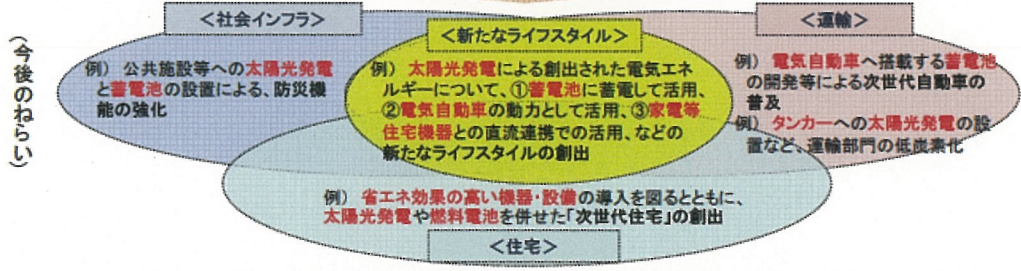 (今後のねらい)
＜社会インフラ＞
例） 公共施設等への太陽光発電
と蓄電池の設置による、防災機
能の強化
＜新たなライフスタイル＞
例） 太陽光発電による創出された電気エネ
ルギーについて、①蓄電池に蓄電して活用、
②電気自動車の動力として活用、③家電等
住宅機器との直流連携での活用、などの
新たなライフスタイルの創出
＜運輸＞
例） 電気自動車へ搭載する蓄電池
の開発等による次世代自動車の
普及
例） タンカーへの太陽光発電の設
置など、運輸部門の低炭素化
例） 省エネ効果の高い機器・設備の導入を図るとともに、
太陽光発電や燃料電池を併せた「次世代住宅」の創出
＜住宅＞